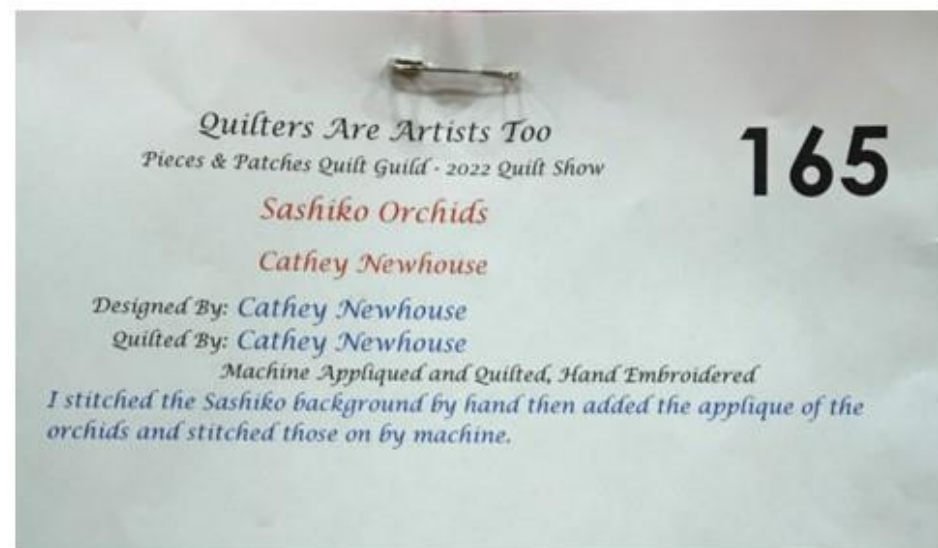 Quilters Are Artists Too
165
Pieces & Patches Quilt Guild - 2022 Quilt Show
Sashiko Orchids
Cathey Newhouse
Designed By: Cathey Newhouse
Quilted By: Cathey Newhouse
Machine Appliqued and Quilted, Hand Embroidered
I stitched the Sashiko background by hand then added the applique of the
orchids and stitched those on by machine.